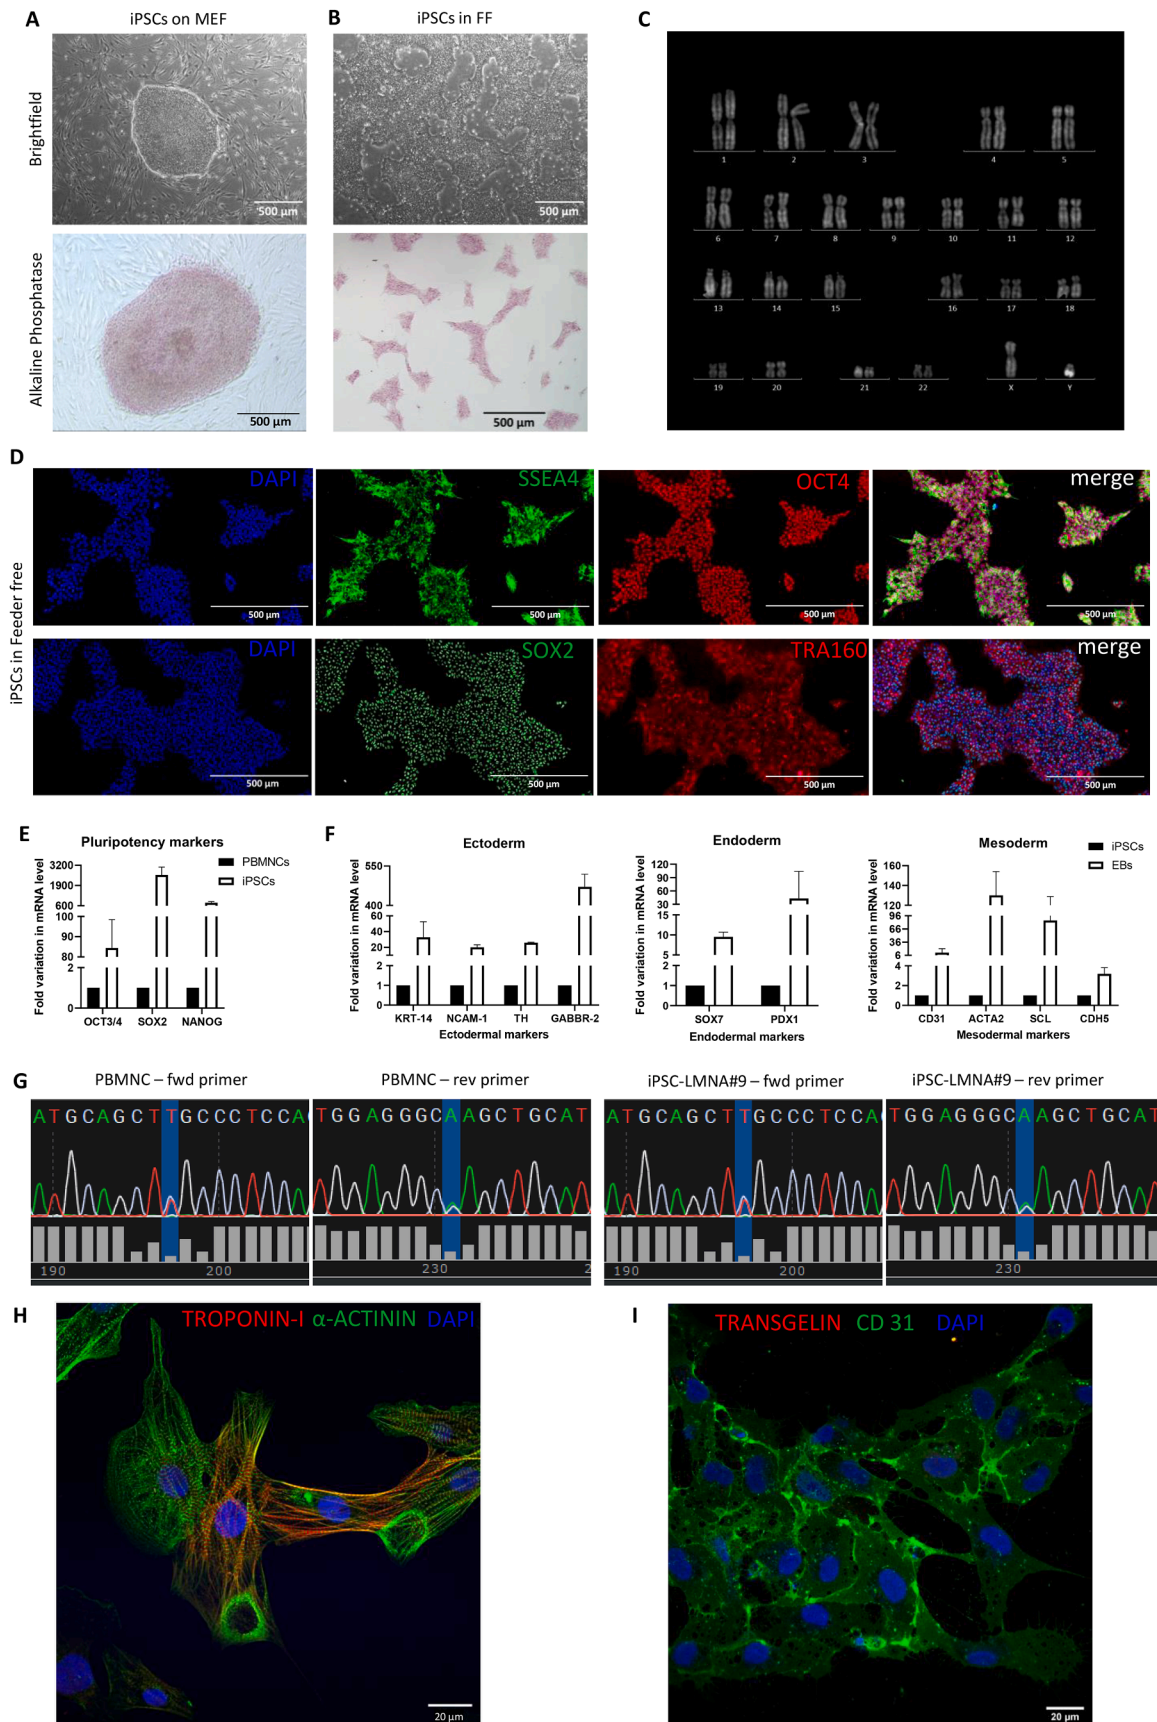 A
iPSCs on MEF
B
iPSCs in FF
C
Brightfield
500 µm
500 µm
Alkaline Phosphatase
500 µm
500 µm
1 2 3 4 5
6 7 8 9 10 11 12
13 14 15 16 17 18
19 20 21 22 X Y
D
iPSCs in Feeder free
DAPI SSEA4 OCT4 merge
500 µm 500 µm 500 µm 500 µm
DAPI SOX2 TRA160 merge
500 µm 500 µm 500 µm 500 µm
E
Pluripotency markers
PBMNCs
iPSCs
Fold variation in mRNA level
3200
1900
600
100
90
80
2
0
OCT3/4 SOX2 NANOG
F
Ectoderm
Fold variation in mRNA level
550
400
60
40
20
2
1
0
KRT-14 NCAM-1 TH GABBR-2
Ectodermal markers
Endoderm
Fold variation in mRNA level
120
90
60
30
15
10
5
2
1
0
SOX7 PDX1
Endodermal markers
Mesoderm
iPSCs
EBs
Fold variation in mRNA level
160
120
96
66
36
6
4
2
0
CD31 ACTA2 SCL CDH5
Mesodermal markers
G
PBMNC – fwd primer
PBMNC – rev primer
iPSC-LMNA#9 – fwd primer
iPSC-LMNA#9 – rev primer
A T G C A G C T T G C C C T C C A
T G G A G G G C A A G C T G C A T
A T G C A G C T T G C C C T C C A
T G G A G G G C A A G C T G C A T
190 200
230 2
190 200
230
H
TROPONIN-I α-ACTININ DAPI
20 µm
I
TRANSGELIN CD 31 DAPI
20 µm